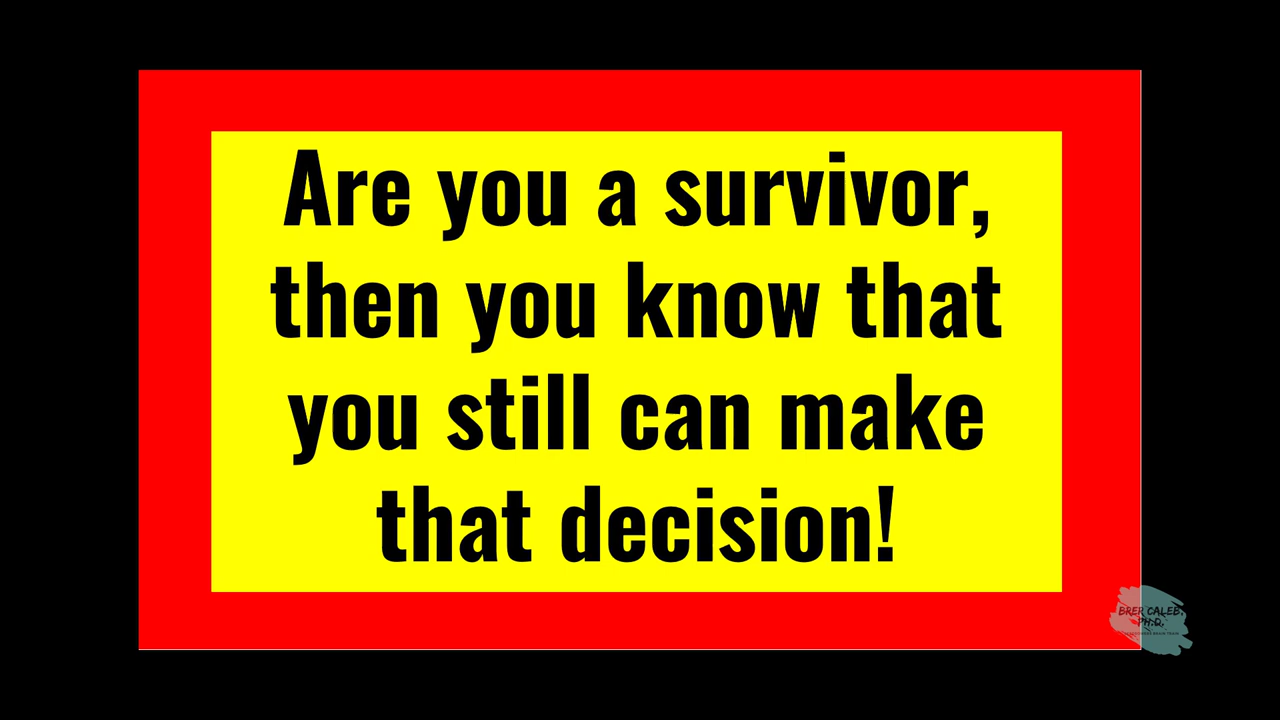 Are you a survivor,
then you know that
you still can make
that decision!
BRER CALEB,
PH.D.